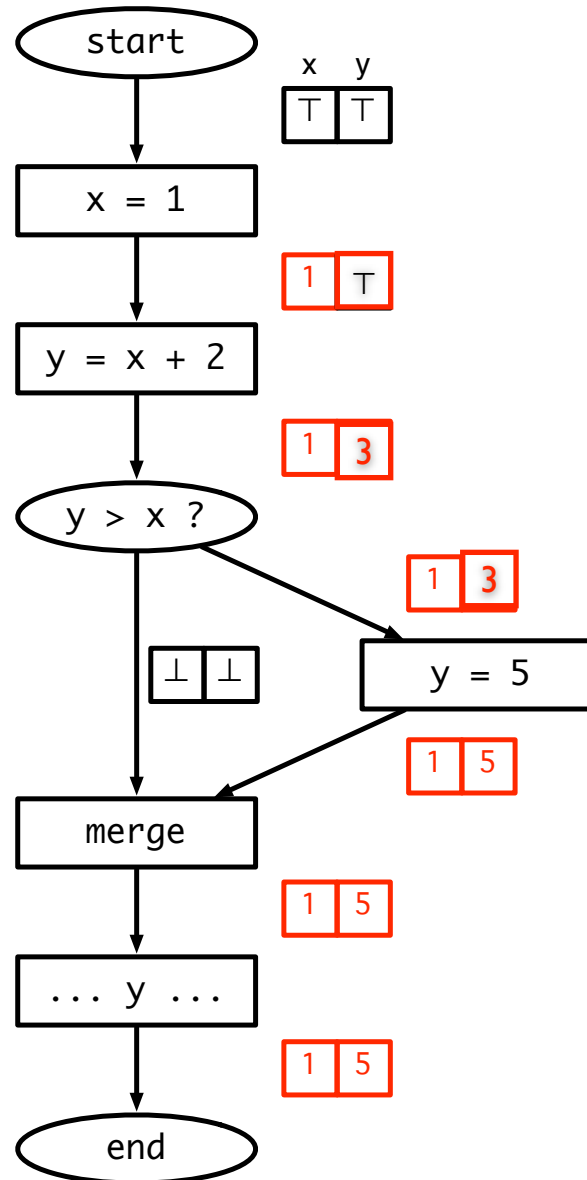 start
x y
⊤ ⊤
x = 1
1 ⊤
y = x + 2
1 3
y > x ?
1 3
⊥ ⊥
y = 5
1 5
merge
1 5
... y ...
1 5
end